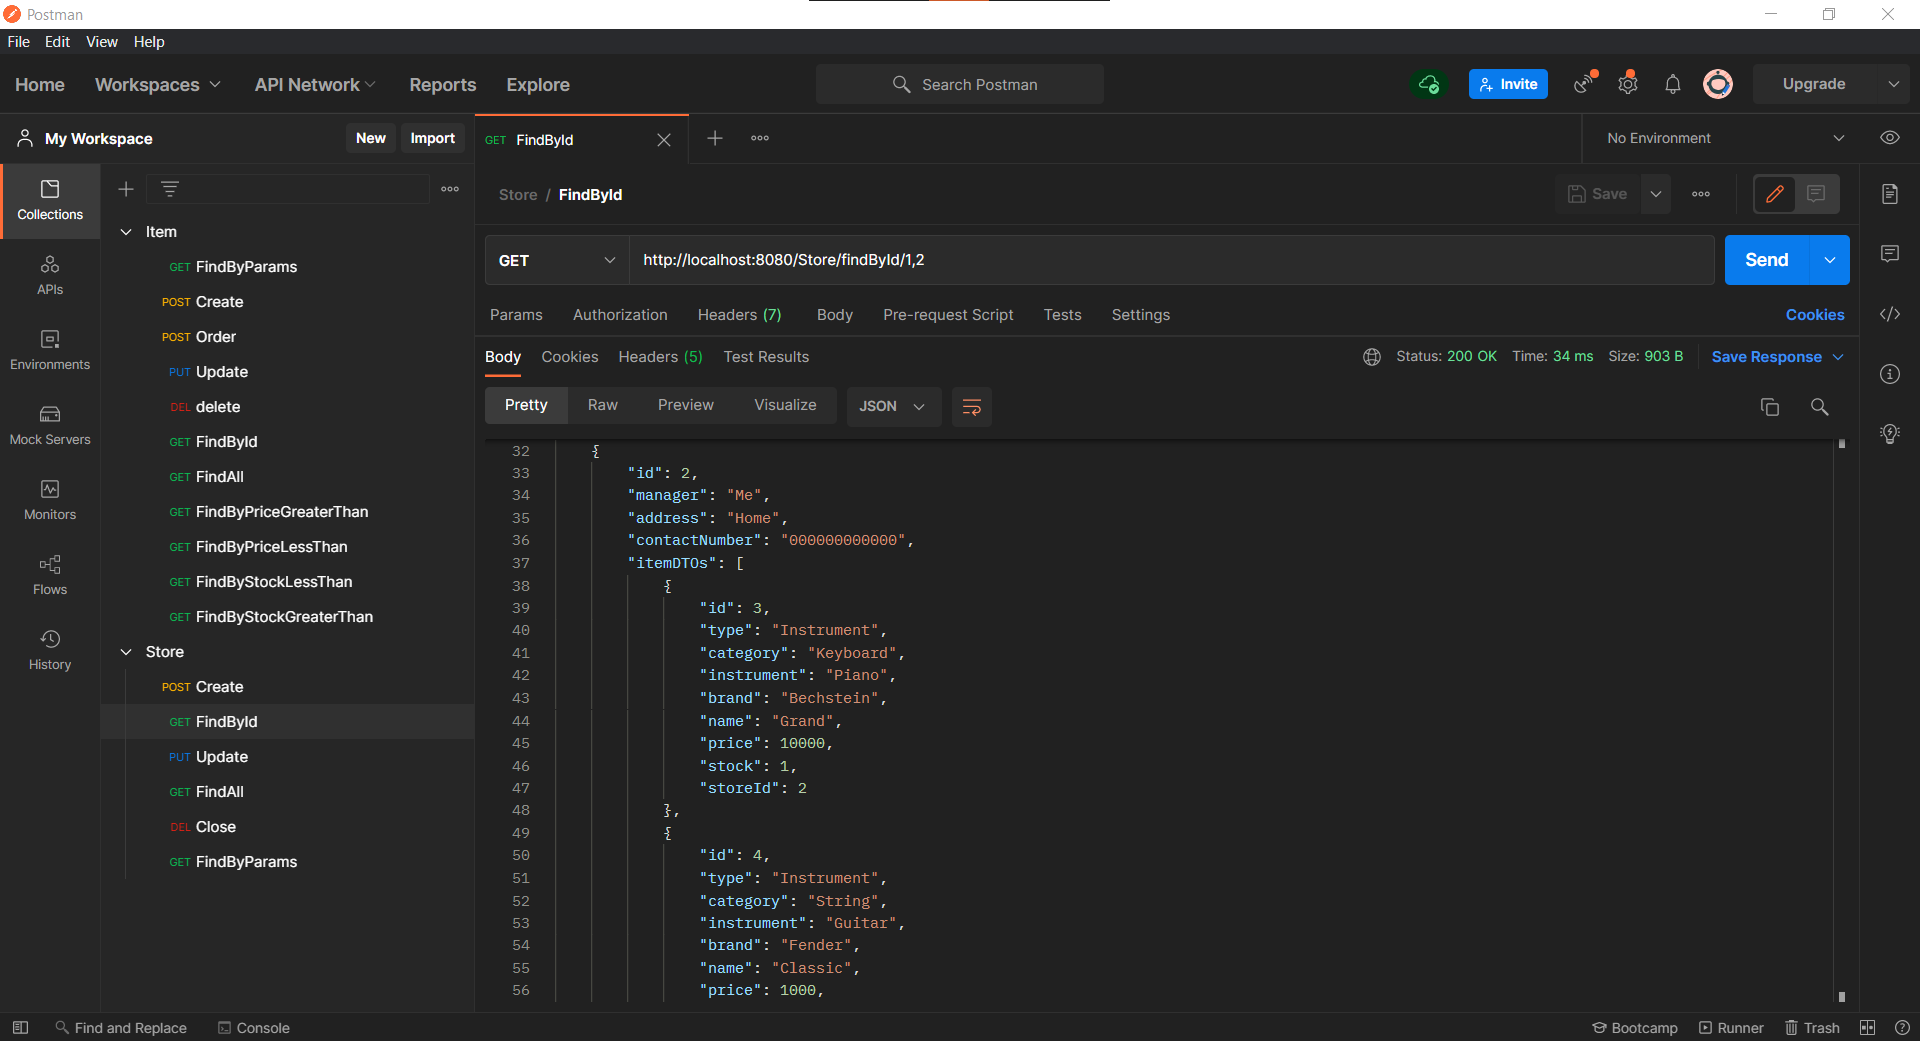 Postman
File Edit View Help
Home Workspaces API Network Reports Explore Search Postman Invite Upgrade
My Workspace New Import GET FindById No Environment
Collections
APIs
Environments
Mock Servers
Monitors
Flows
History
Item
GET FindByParams
POST Create
POST Order
PUT Update
DEL delete
GET FindById
GET FindAll
GET FindByPriceGreaterThan
GET FindByPriceLessThan
GET FindByStockLessThan
GET FindByStockGreaterThan
Store
POST Create
GET FindById
PUT Update
GET FindAll
DEL Close
GET FindByParams
Store / FindById Save
GET http://localhost:8080/Store/findById/1,2 Send
Params Authorization Headers (7) Body Pre-request Script Tests Settings Cookies
Body Cookies Headers (5) Test Results Status: 200 OK Time: 34 ms Size: 903 B Save Response
Pretty Raw Preview Visualize JSON
32 {
33 "id": 2,
34 "manager": "Me",
35 "address": "Home",
36 "contactNumber": "000000000000",
37 "itemDTOs": [
38 {
39 "id": 3,
40 "type": "Instrument",
41 "category": "Keyboard",
42 "instrument": "Piano",
43 "brand": "Bechstein",
44 "name": "Grand",
45 "price": 10000,
46 "stock": 1,
47 "storeId": 2
48 },
49 {
50 "id": 4,
51 "type": "Instrument",
52 "category": "String",
53 "instrument": "Guitar",
54 "brand": "Fender",
55 "name": "Classic",
56 "price": 1000,
Find and Replace Console Bootcamp Runner Trash